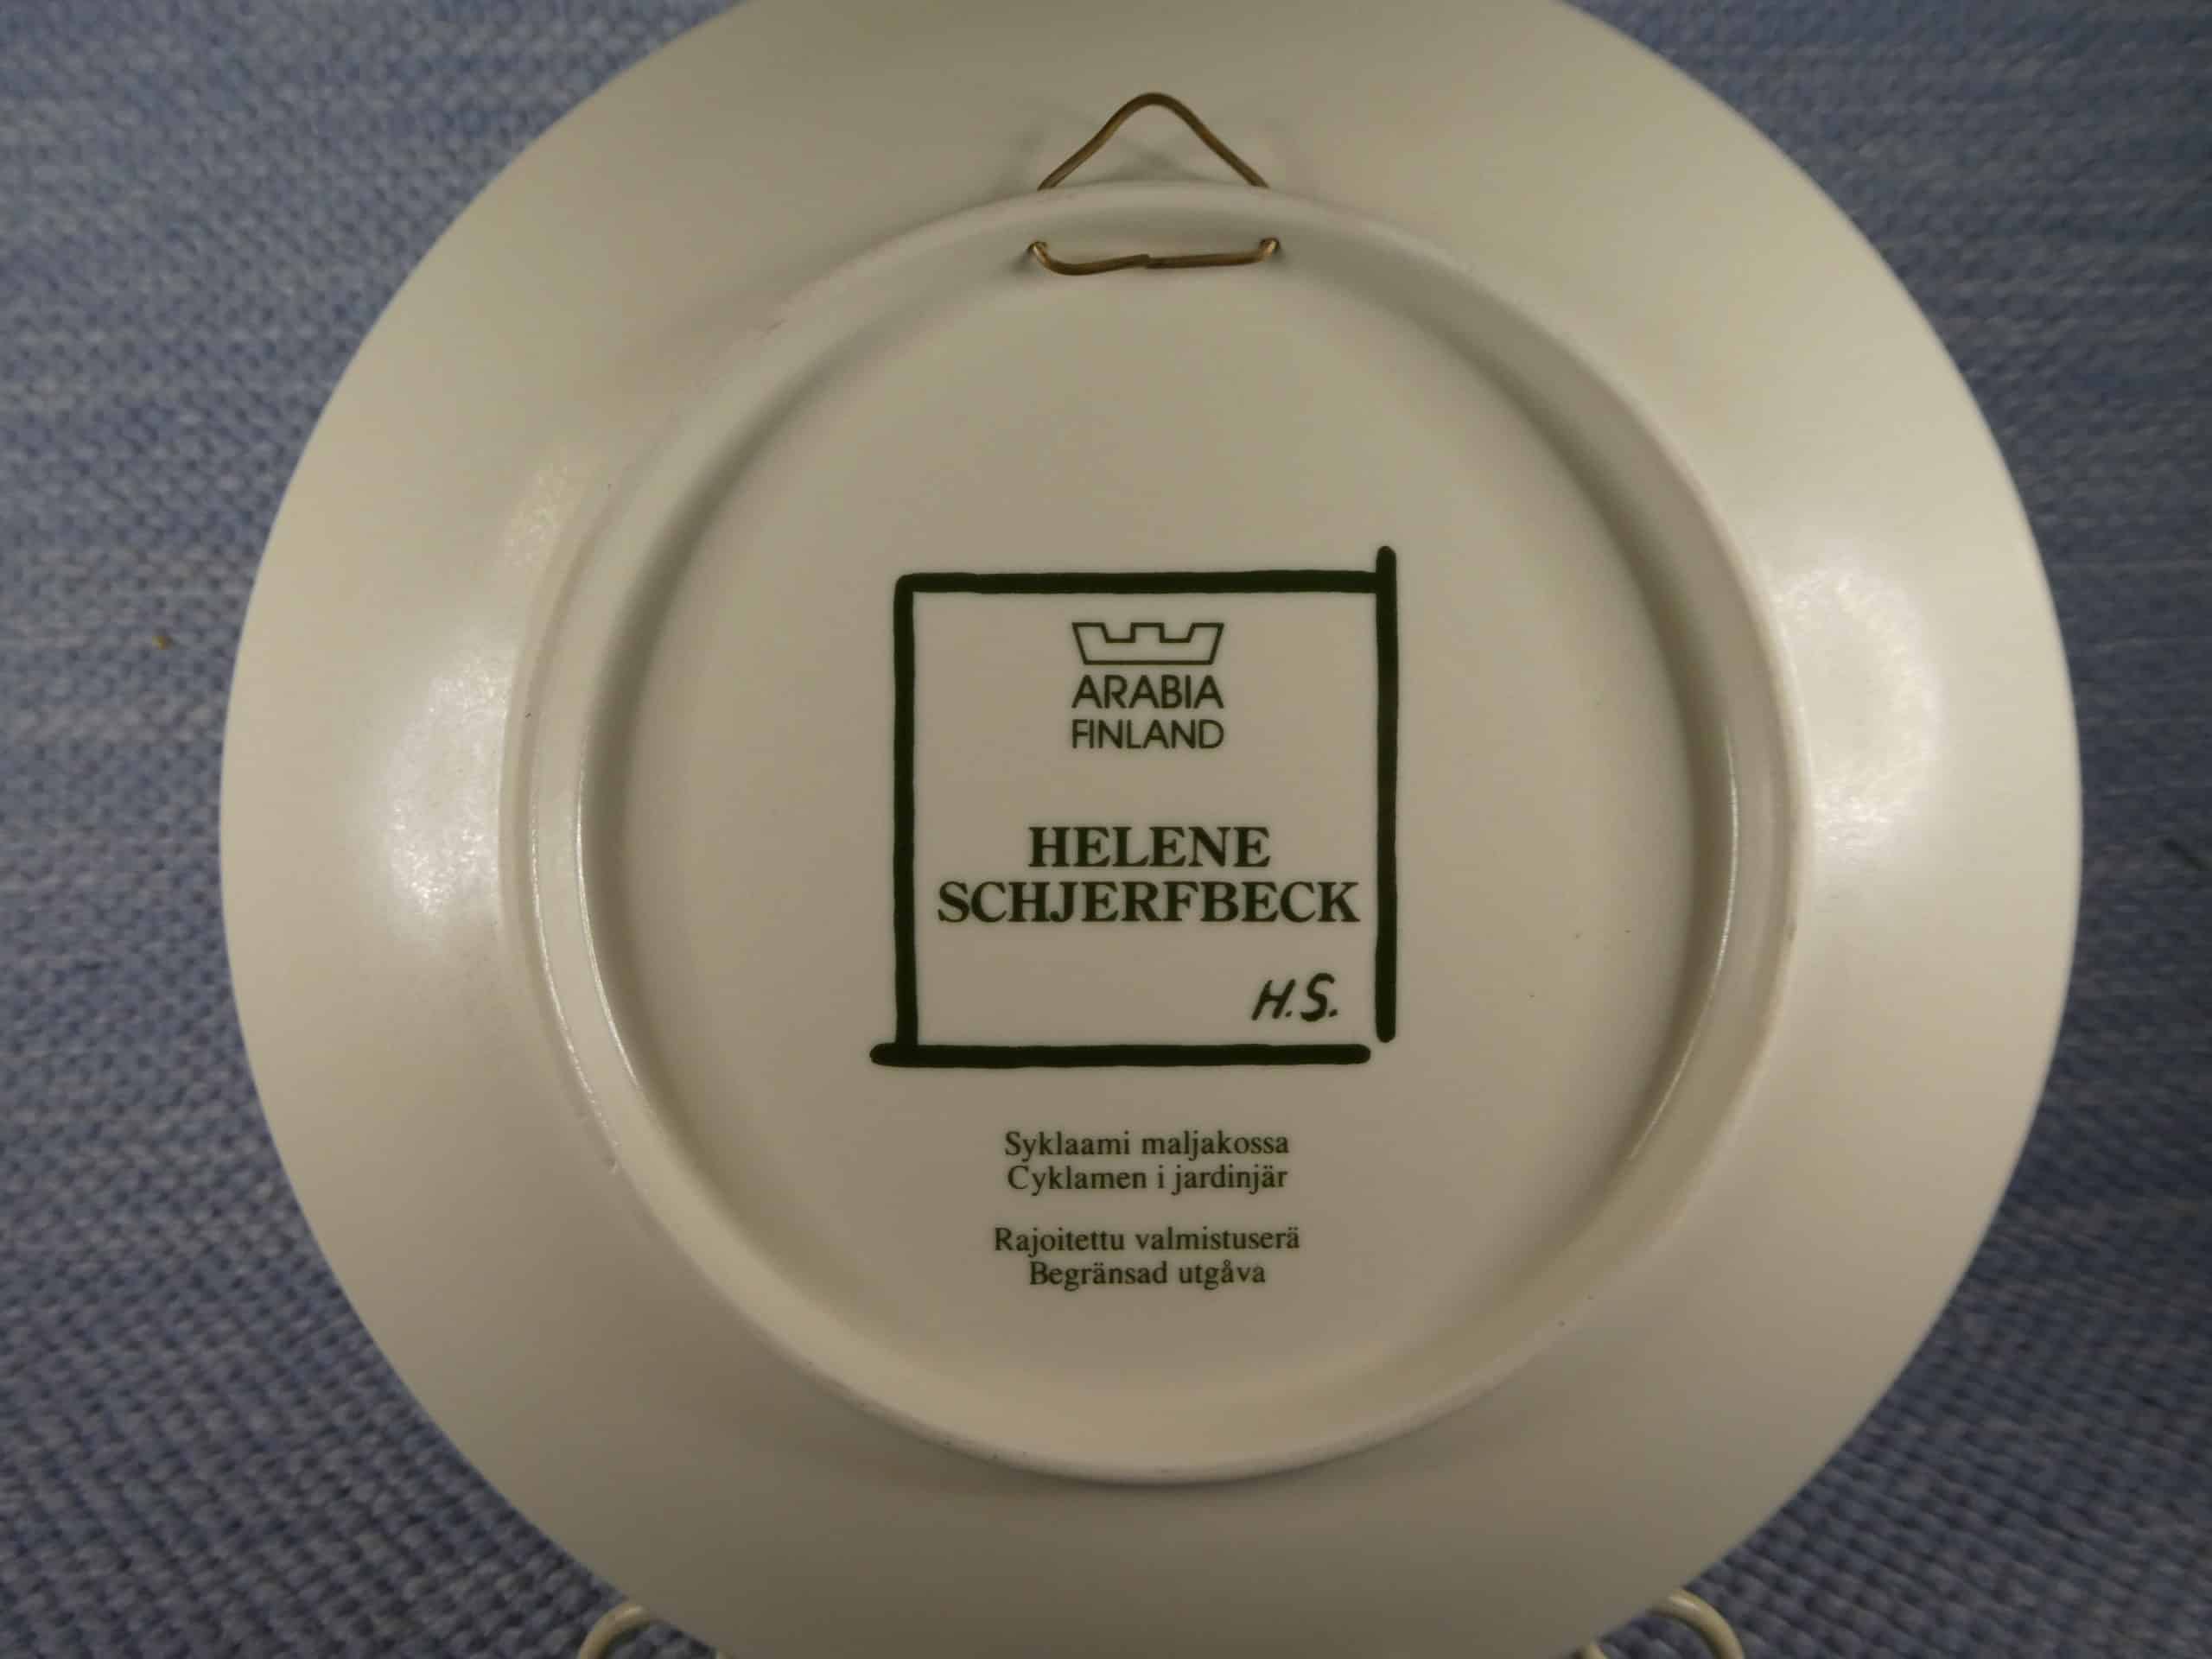 ARABIA
FINLAND
HELENE
SCHJERFBECK
H.S.
Syklaami maljakossa
Cyklamen i jardinjär
Rajoitettu valmistuserä
Begränsad utgåva